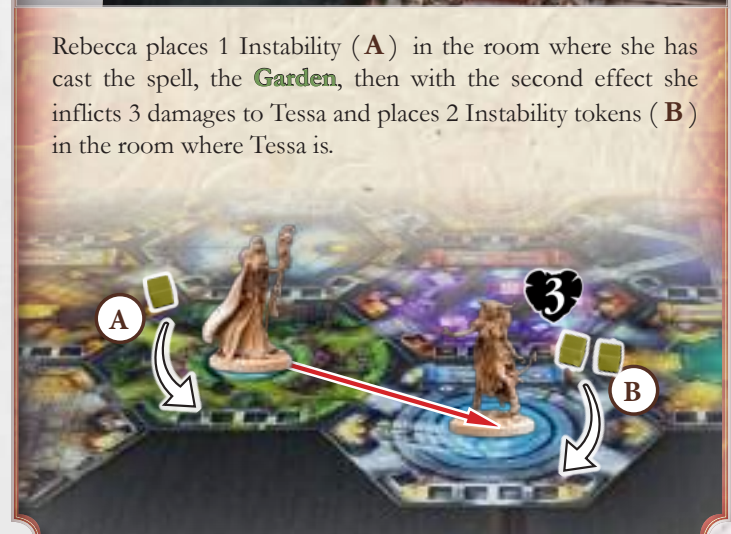 Rebecca places 1 Instability ( A ) in the room where she has
cast the spell, the Garden, then with the second effect she
inflicts 3 damages to Tessa and places 2 Instability tokens ( B )
in the room where Tessa is.
3
A
B